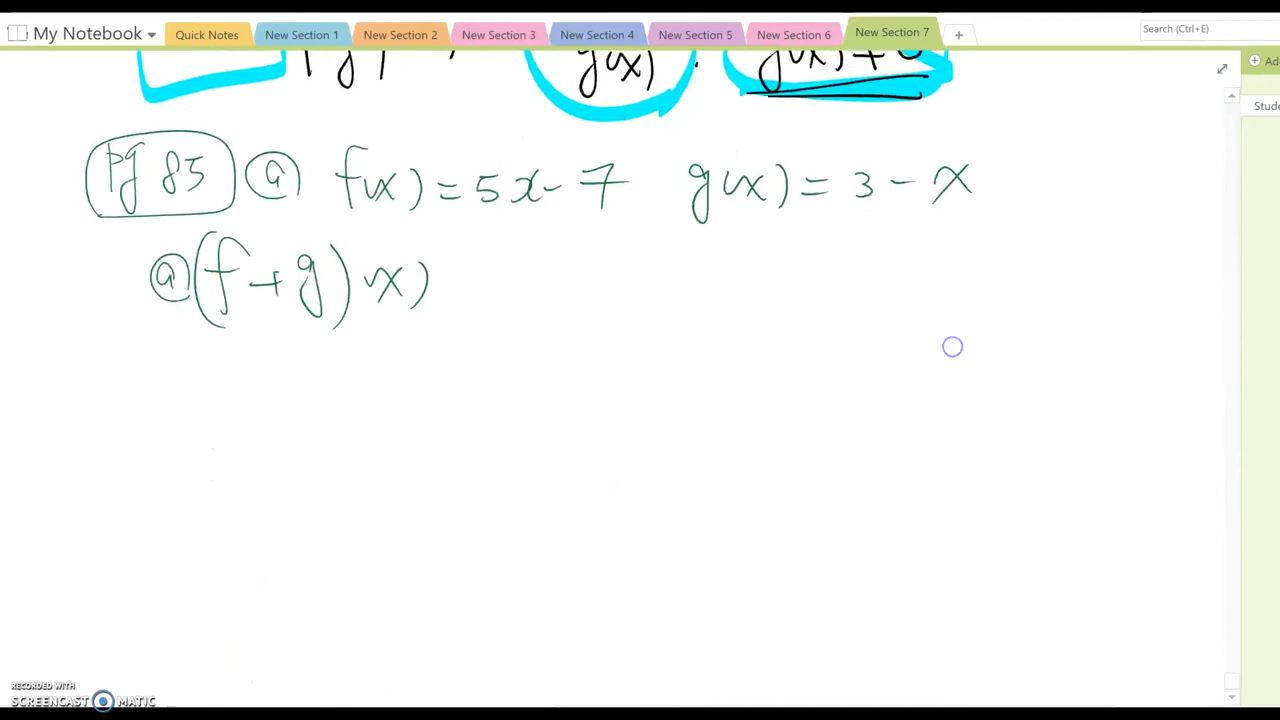 My Notebook Quick Notes New Section 1 New Section 2 New Section 3 New Section 4 New Section 5 New Section 6 New Section 7 + Search (Ctrl+E)
g(x) g(x) ≠ 0
Stude
pg 85 ⓐ f(x) = 5x - 7 g(x) = 3 - x
ⓐ (f + g)(x)
RECORDED WITH
SCREENCAST MATIC